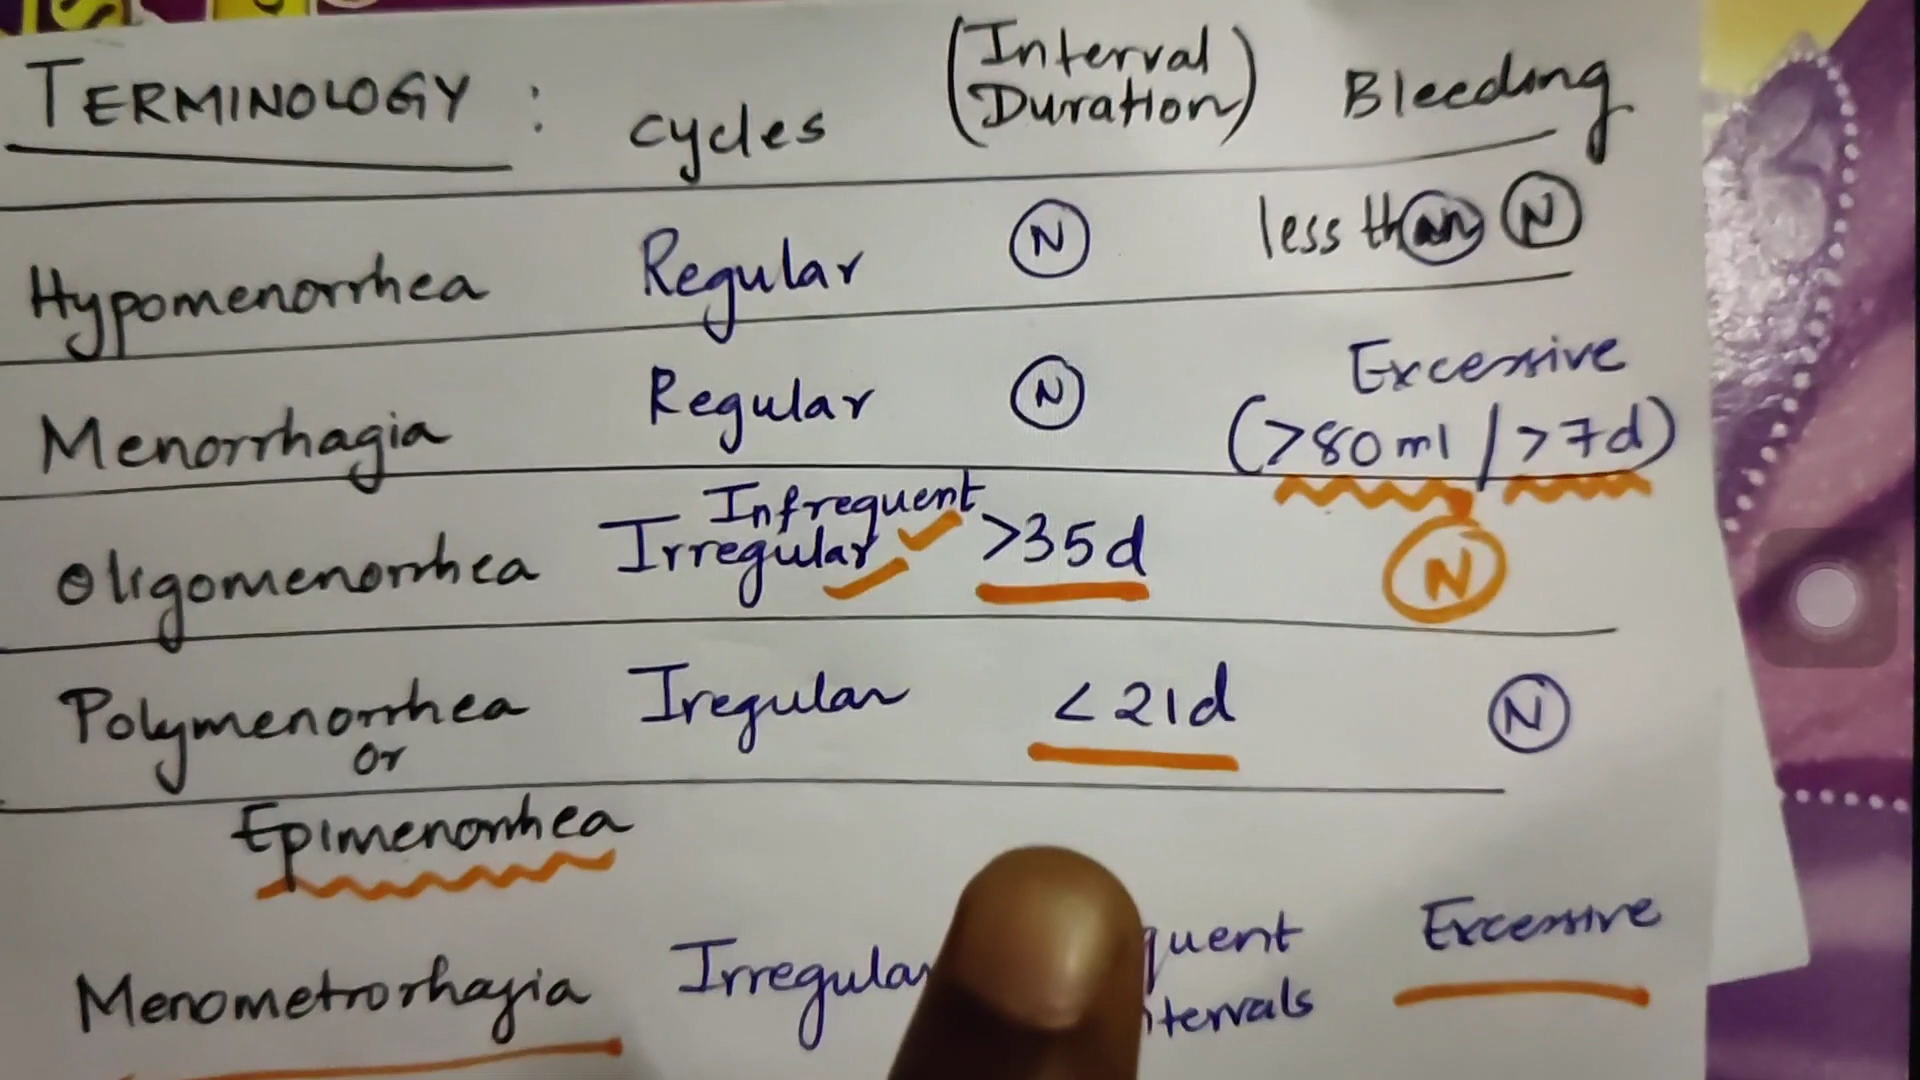 TERMINOLOGY : cycles (Interval Duration) Bleeding
Hypomenorrhea Regular N less than N
Menorrhagia Regular N Excessive (>80ml / >7d)
Oligomenorrhea Infrequent Irregular >35d N
Polymenorrhea Iregular <21d N
or
Epimenorrhea
Menometrorhagia Irregular Excessive